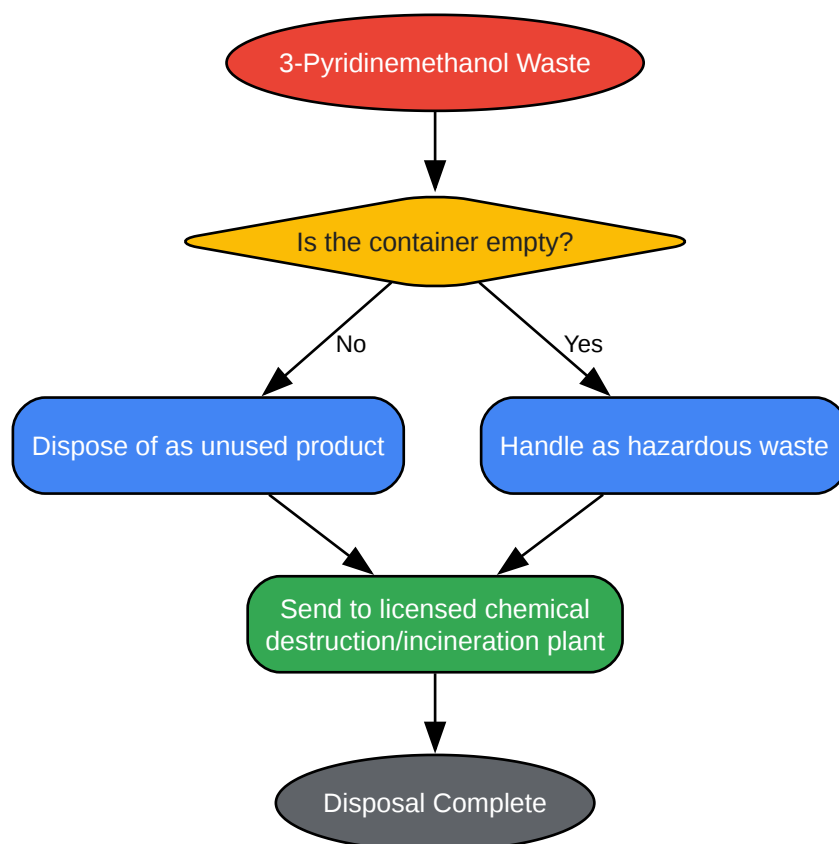 3-Pyridinemethanol Waste
Is the container empty?
No
Yes
Dispose of as unused product
Handle as hazardous waste
Send to licensed chemical
destruction/incineration plant
Disposal Complete